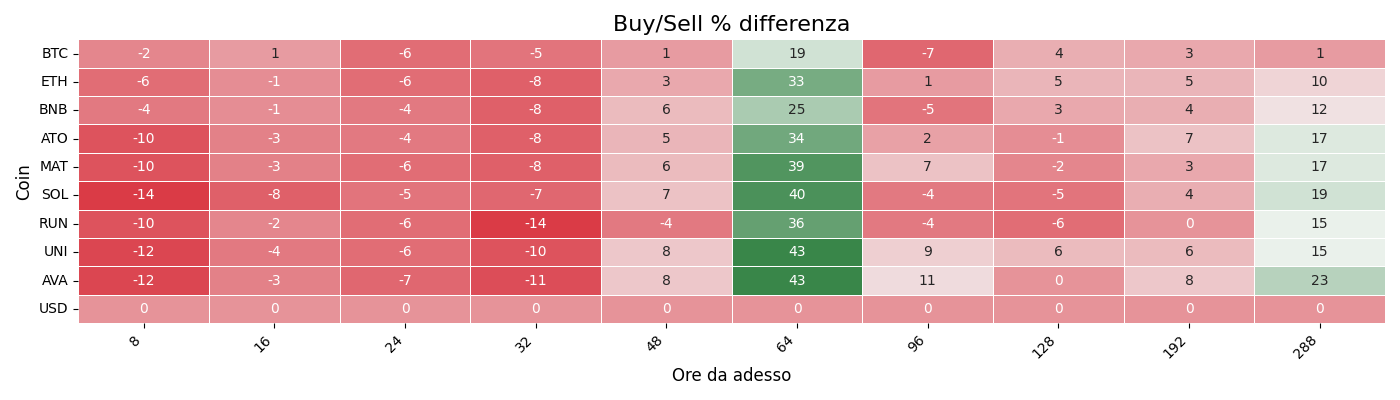 Buy/Sell % differenza
Coin
BTC -2 1 -6 -5 1 19 -7 4 3 1
ETH -6 -1 -6 -8 3 33 1 5 5 10
BNB -4 -1 -4 -8 6 25 -5 3 4 12
ATO -10 -3 -4 -8 5 34 2 -1 7 17
MAT -10 -3 -6 -8 6 39 7 -2 3 17
SOL -14 -8 -5 -7 7 40 -4 -5 4 19
RUN -10 -2 -6 -14 -4 36 -4 -6 0 15
UNI -12 -4 -6 -10 8 43 9 6 6 15
AVA -12 -3 -7 -11 8 43 11 0 8 23
USD 0 0 0 0 0 0 0 0 0 0
8 16 24 32 48 64 96 128 192 288
Ore da adesso